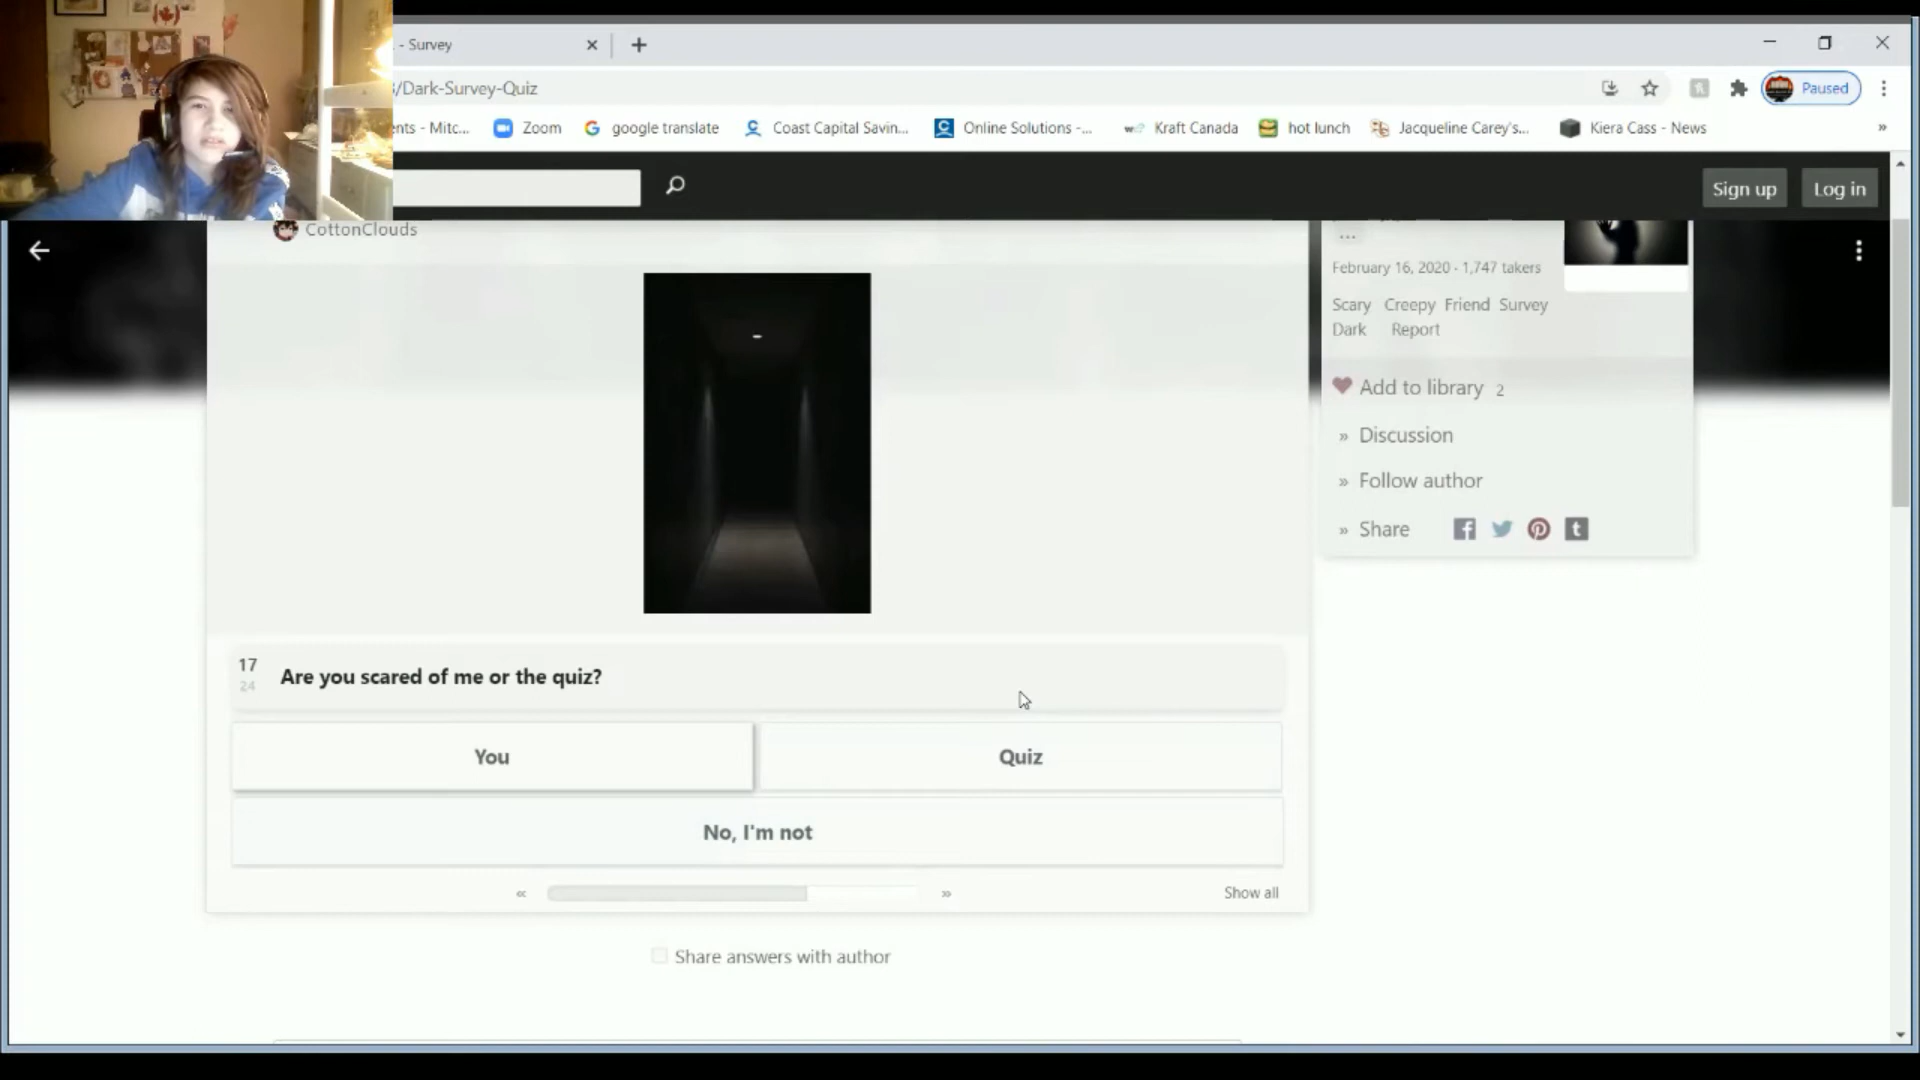 - Survey
/Dark-Survey-Quiz
Paused
ents - Mitc...
Zoom
google translate
Coast Capital Savin...
Online Solutions -...
Kraft Canada
hot lunch
Jacqueline Carey's...
Kiera Cass - News
»
Sign up
Log in
CottonClouds
...
February 16, 2020 - 1,747 takers
Scary Creepy Friend Survey
Dark Report
Add to library 2
» Discussion
» Follow author
» Share
17
24
Are you scared of me or the quiz?
You
Quiz
No, I'm not
«
»
Show all
Share answers with author